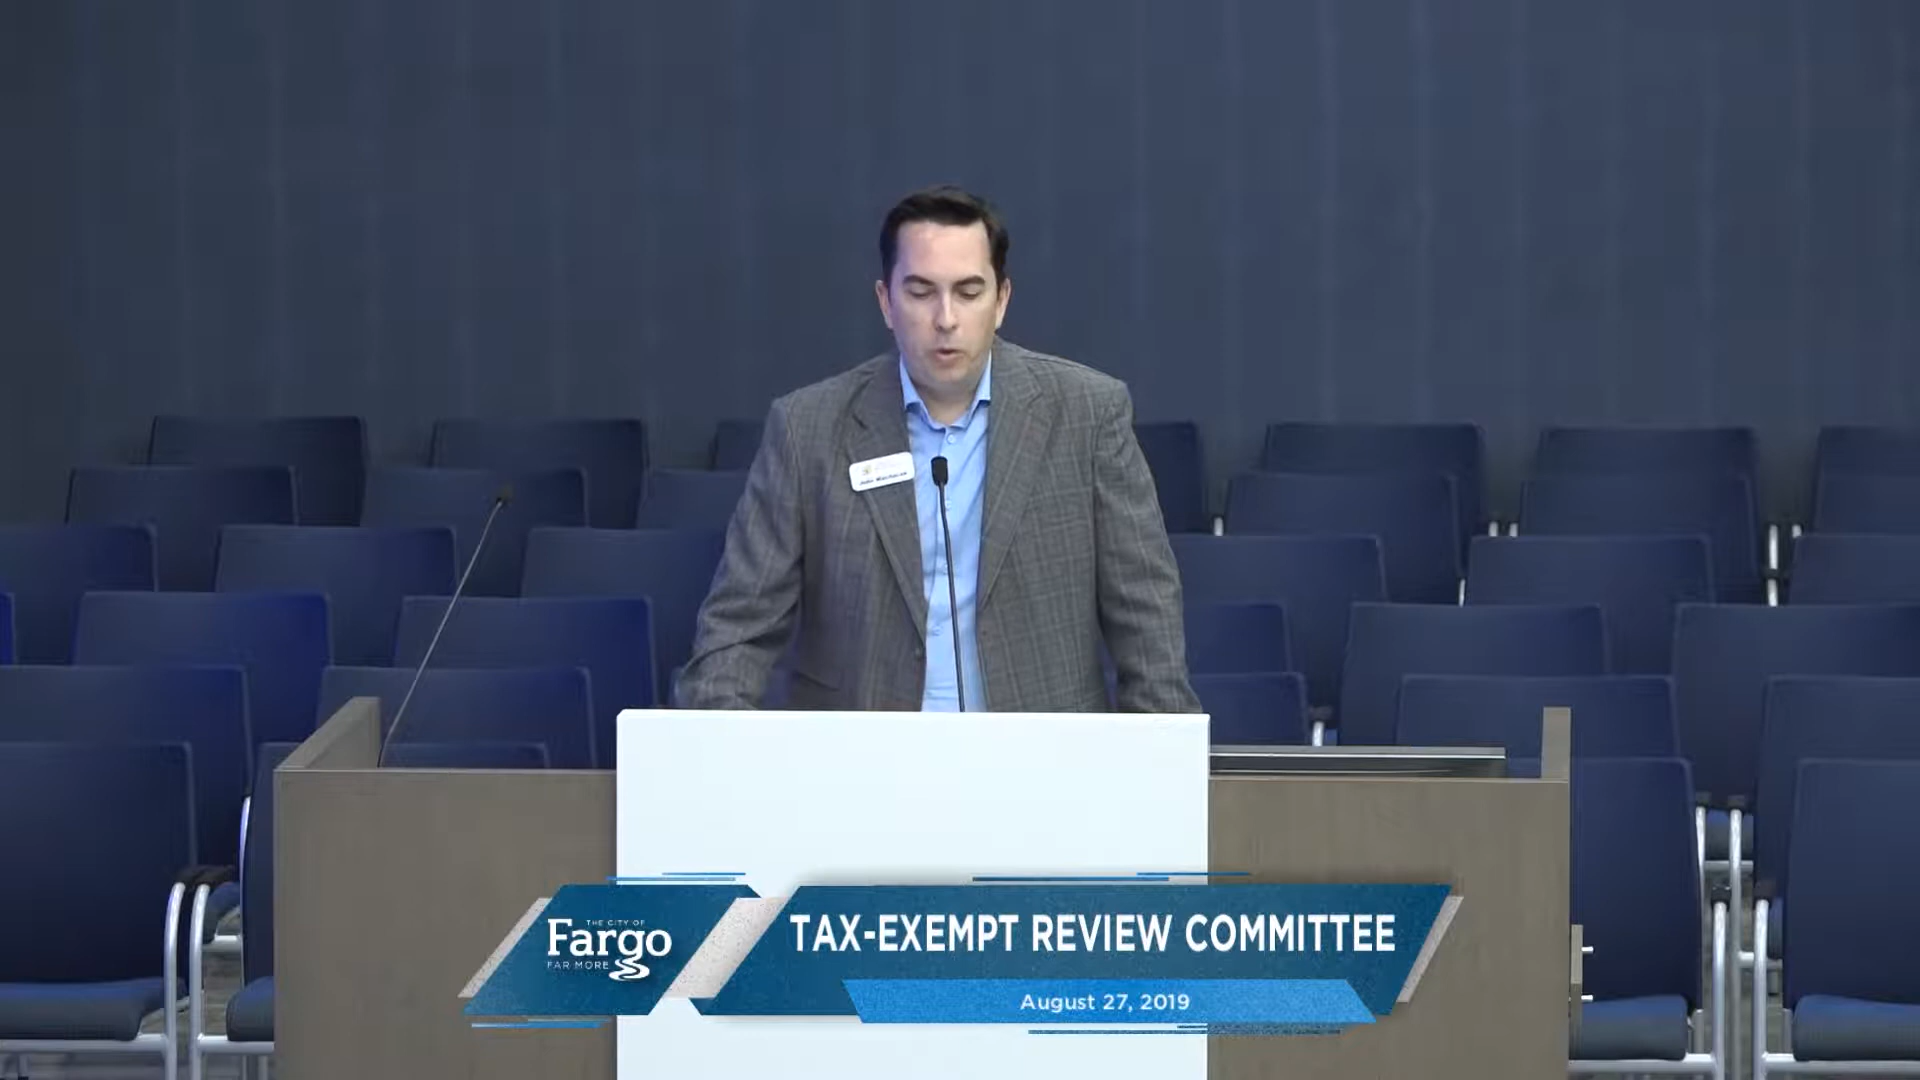 THE CITY OF
Fargo
FAR MORE
TAX-EXEMPT REVIEW COMMITTEE
August 27, 2019